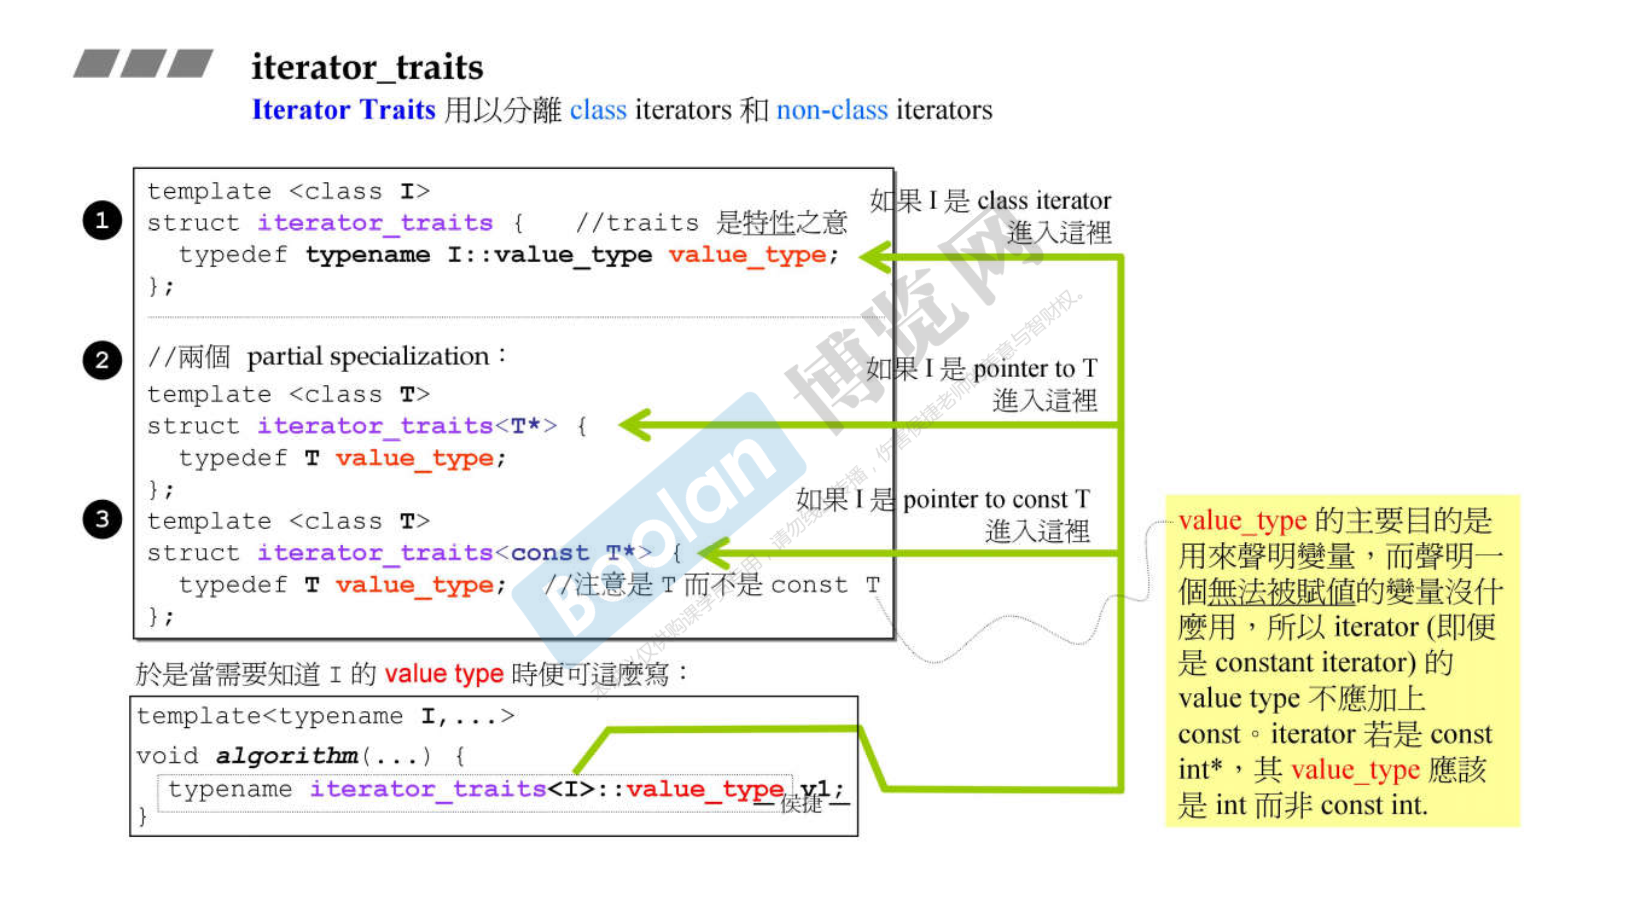 iterator_traits
Iterator Traits 用以分離 class iterators 和 non-class iterators
1
template <class I>
struct iterator_traits { //traits 是特性之意
typedef typename I::value_type value_type;
};
如果 I 是 class iterator
進入這裡
2
//兩個 partial specialization：
template <class T>
struct iterator_traits<T*> {
typedef T value_type;
};
如果 I 是 pointer to T
進入這裡
3
template <class T>
struct iterator_traits<const T*> {
typedef T value_type; //注意是 T 而不是 const T
};
如果 I 是 pointer to const T
進入這裡
value_type 的主要目的是
用來聲明變量，而聲明一
個無法被賦值的變量沒什
麼用，所以 iterator (即便
是 constant iterator) 的
value type 不應加上
const。iterator 若是 const
int*，其 value_type 應該
是 int 而非 const int.
於是當需要知道 I 的 value type 時便可這麼寫：
template<typename I,...>
void algorithm(...) {
typename iterator_traits<I>::value_type v1;
}
— 侯捷 —
Boolan
博览网